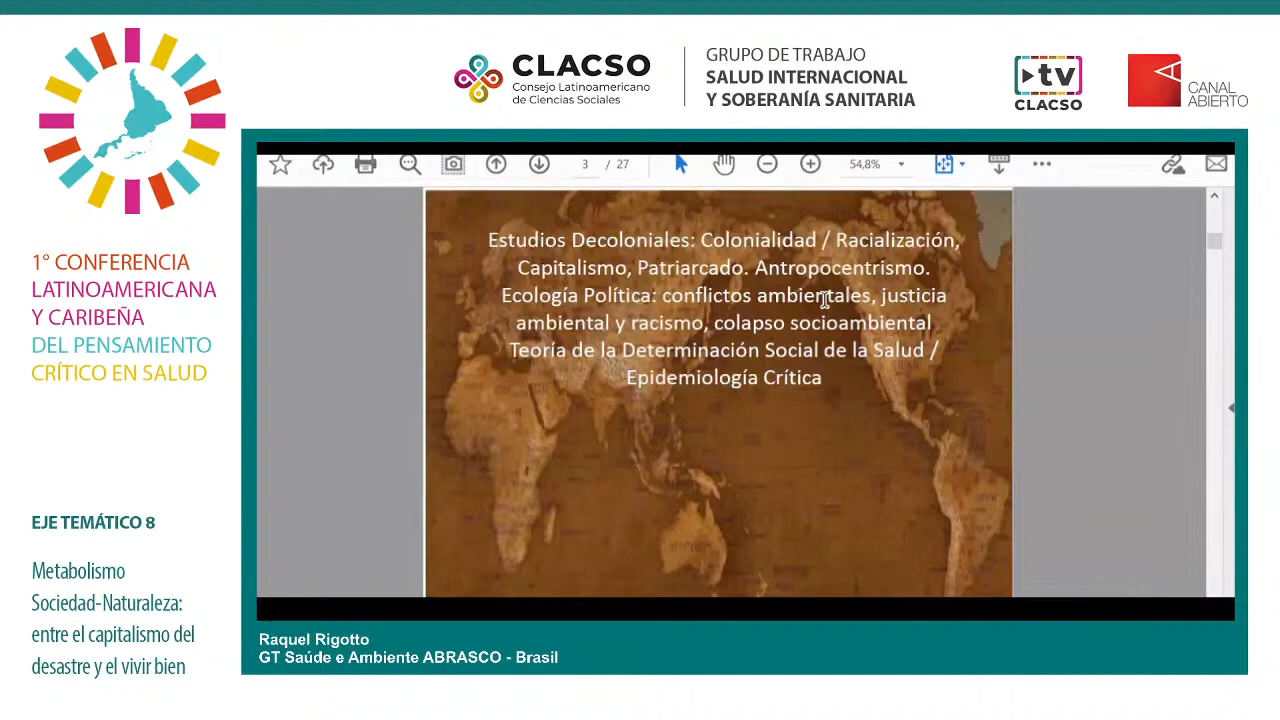 CLACSO
Consejo Latinoamericano
de Ciencias Sociales
GRUPO DE TRABAJO
SALUD INTERNACIONAL
Y SOBERANÍA SANITARIA
tv
CLACSO
CANAL
ABIERTO
1° CONFERENCIA
LATINOAMERICANA
Y CARIBEÑA
DEL PENSAMIENTO
CRÍTICO EN SALUD
EJE TEMÁTICO 8
Metabolismo
Sociedad-Naturaleza:
entre el capitalismo del
desastre y el vivir bien
3 / 27
54,8%
Estudios Decoloniales: Colonialidad / Racialización,
Capitalismo, Patriarcado. Antropocentrismo.
Ecología Política: conflictos ambientales, justicia
ambiental y racismo, colapso socioambiental
Teoría de la Determinación Social de la Salud /
Epidemiología Crítica
Raquel Rigotto
GT Saúde e Ambiente ABRASCO - Brasil